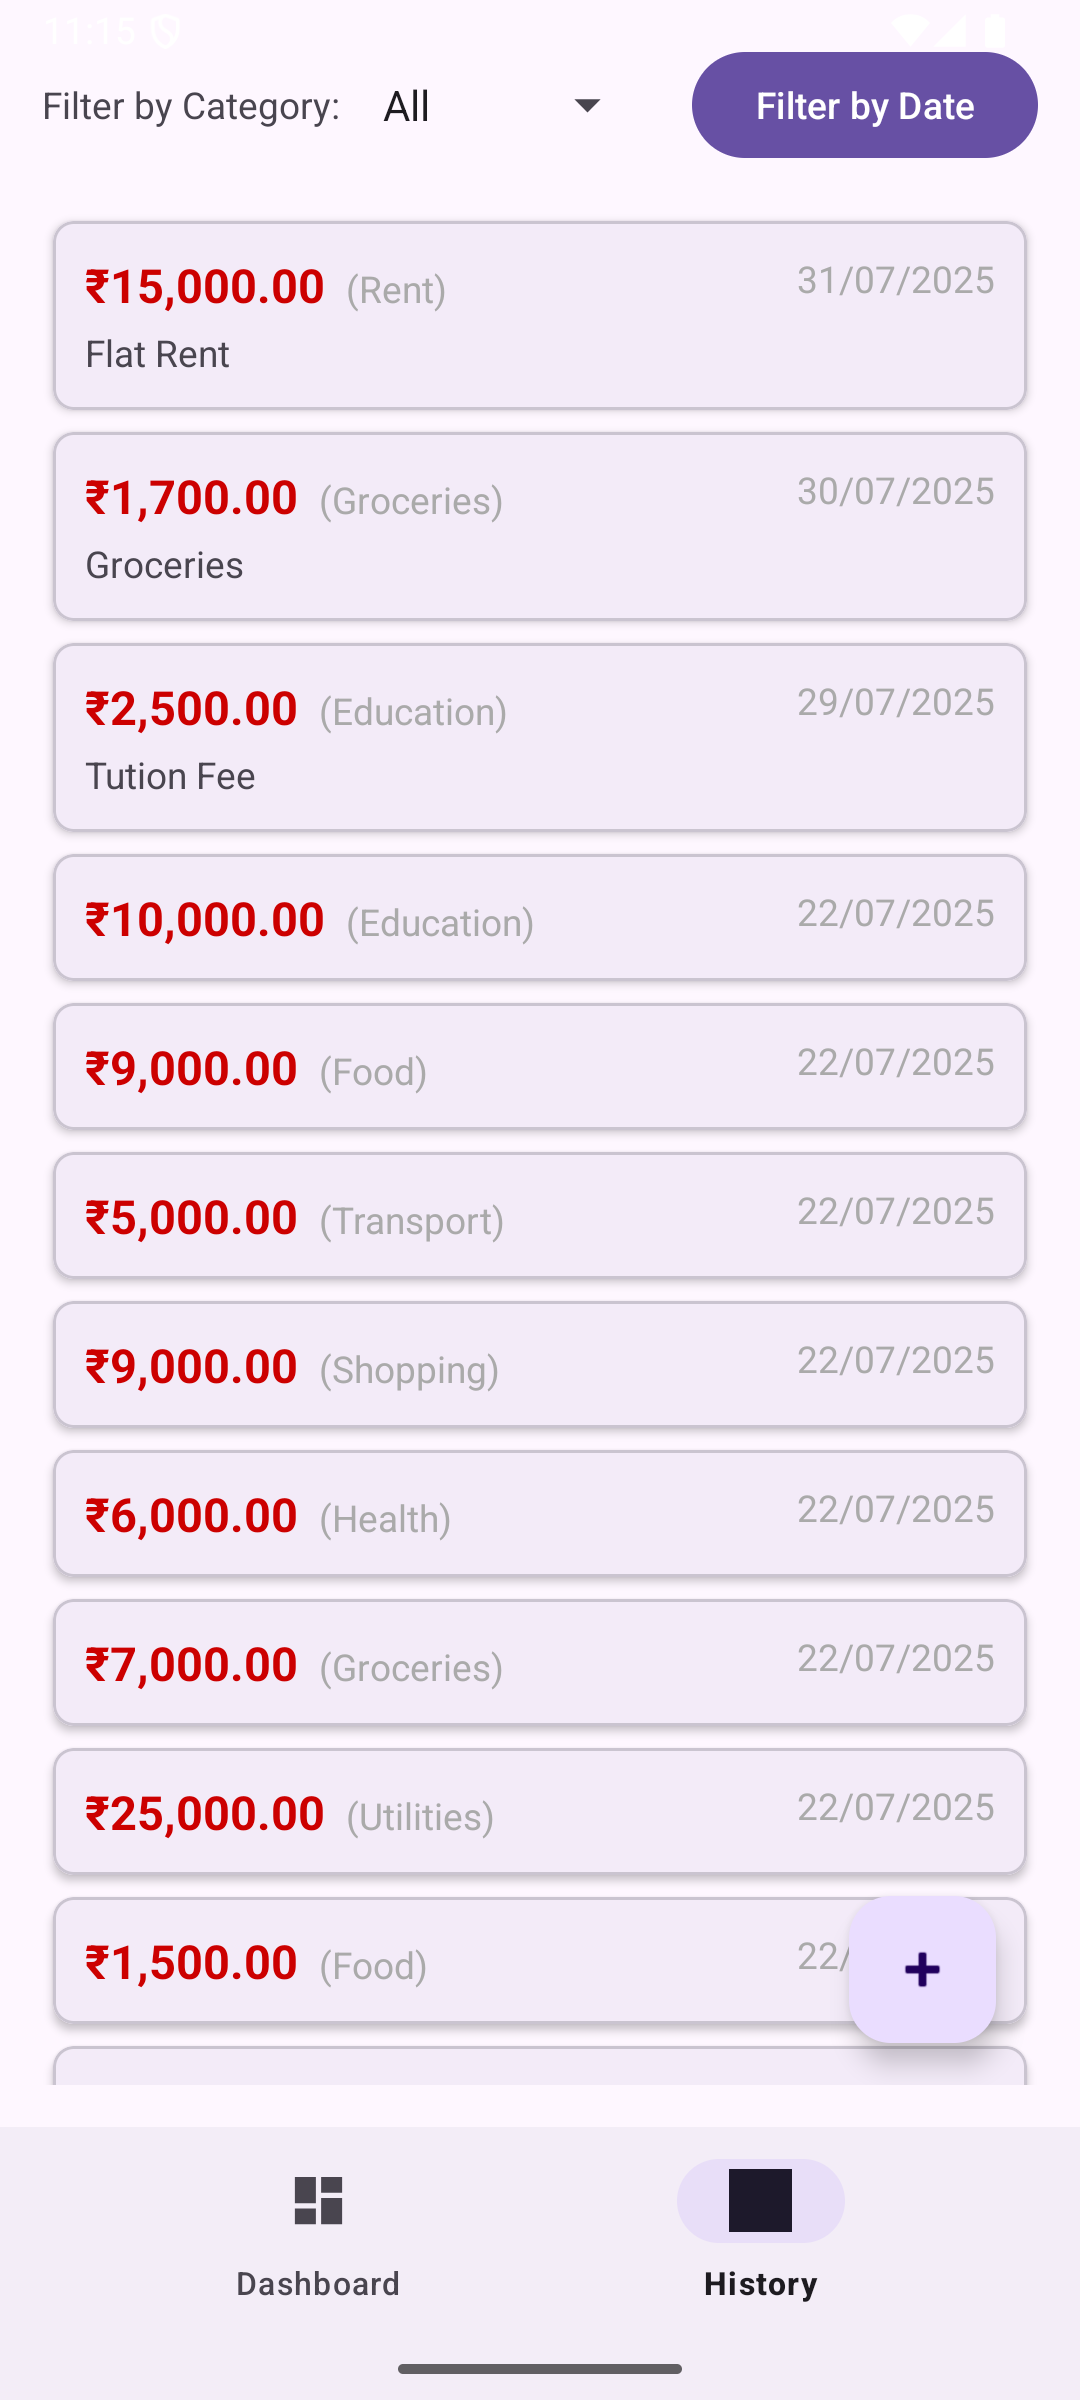 11:15
Filter by Category: All Filter by Date
₹15,000.00 (Rent) 31/07/2025
Flat Rent
₹1,700.00 (Groceries) 30/07/2025
Groceries
₹2,500.00 (Education) 29/07/2025
Tution Fee
₹10,000.00 (Education) 22/07/2025
₹9,000.00 (Food) 22/07/2025
₹5,000.00 (Transport) 22/07/2025
₹9,000.00 (Shopping) 22/07/2025
₹6,000.00 (Health) 22/07/2025
₹7,000.00 (Groceries) 22/07/2025
₹25,000.00 (Utilities) 22/07/2025
₹1,500.00 (Food) 22/
Dashboard History